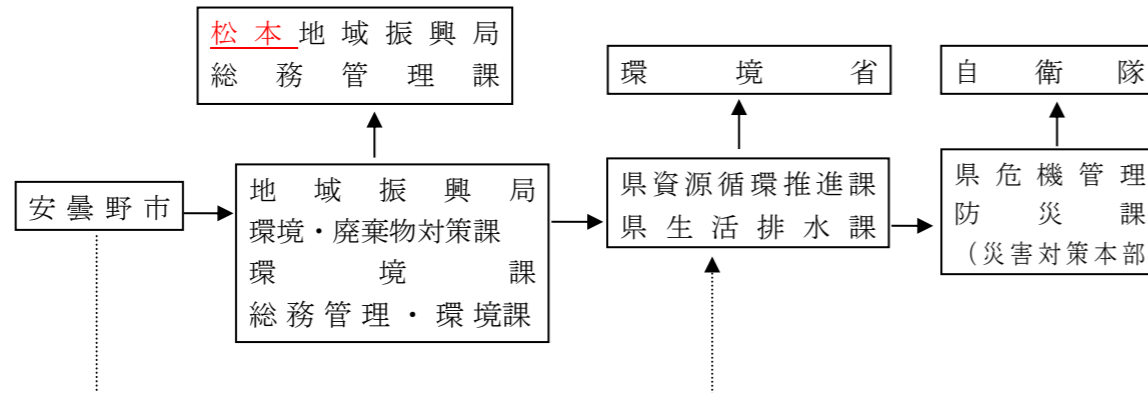 松本地域振興局
総務管理課
環境省
自衛隊
安曇野市
地域振興局
環境・廃棄物対策課
環境課
総務管理・環境課
県資源循環推進課
県生活排水課
県危機管理
防災課
（災害対策本部